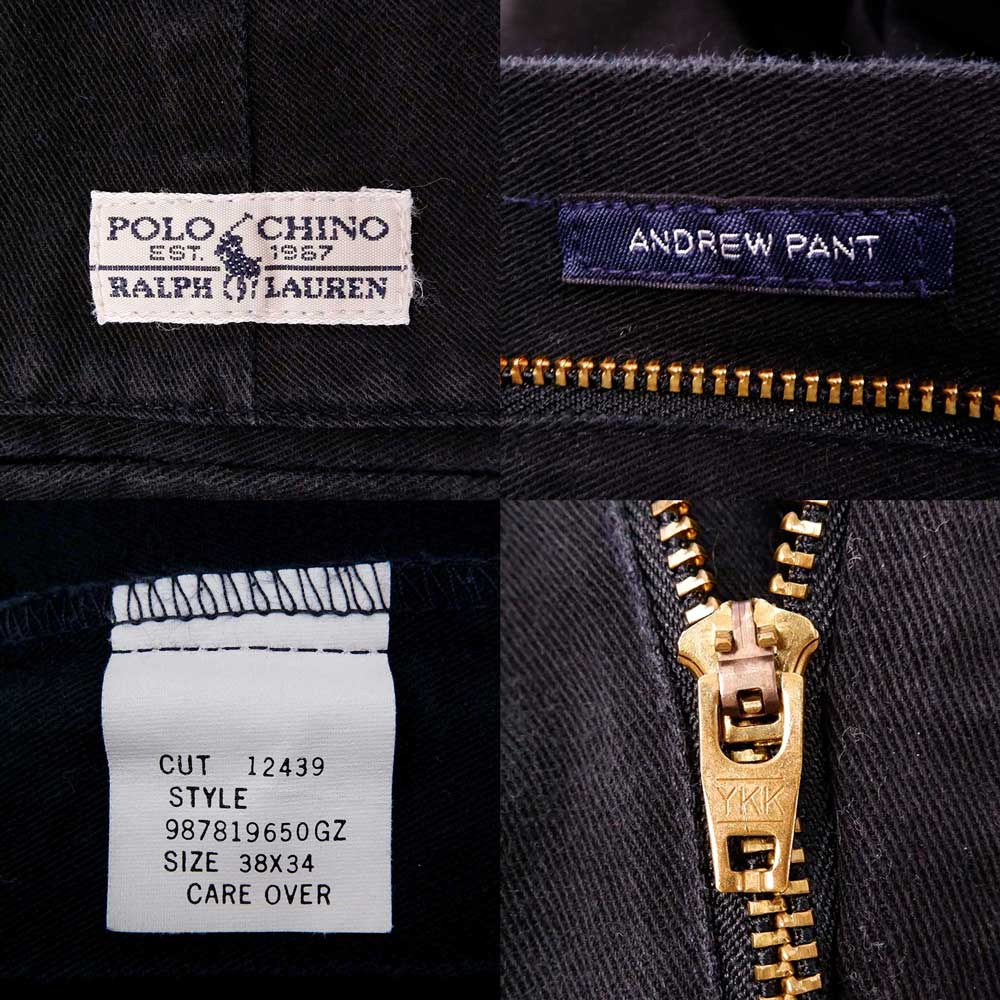 POLO CHINO
EST. 1967
RALPH LAUREN
ANDREW PANT
CUT 12439
STYLE
987819650GZ
SIZE 38X34
CARE OVER
YKK